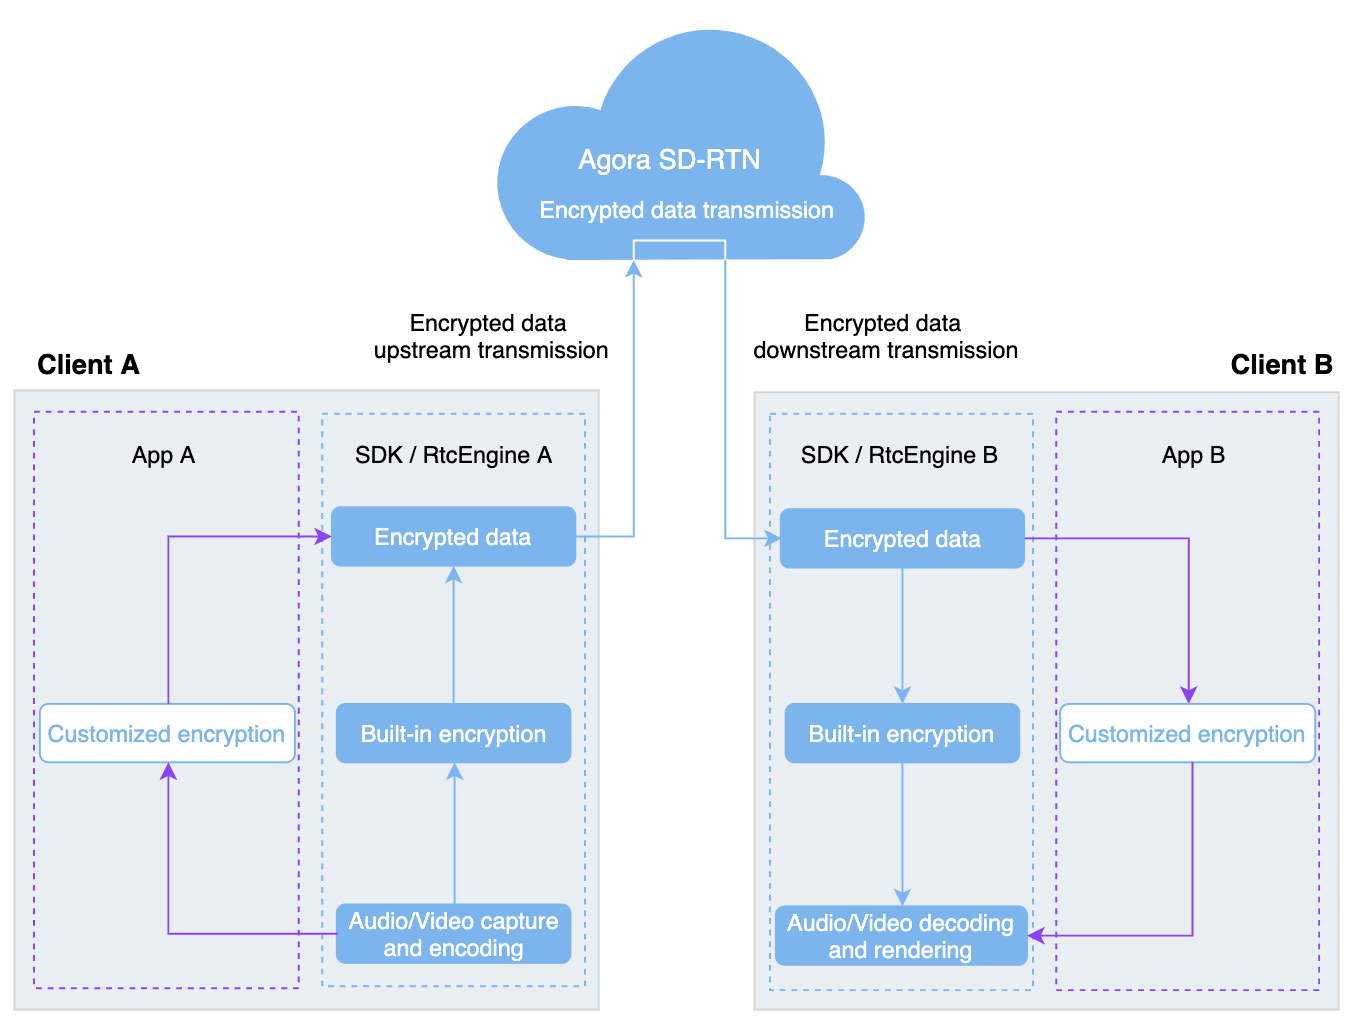 Agora SD-RTN
Encrypted data transmission
Encrypted data
upstream transmission
Encrypted data
downstream transmission
Client A
Client B
App A
SDK / RtcEngine A
SDK / RtcEngine B
App B
Encrypted data
Encrypted data
Customized encryption
Built-in encryption
Built-in encryption
Customized encryption
Audio/Video capture
and encoding
Audio/Video decoding
and rendering